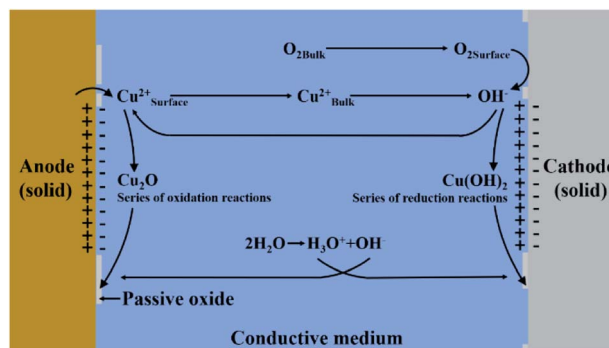 O2Bulk → O2Surface
Cu2+Surface → Cu2+Bulk → OH-
+ - + -
+ - + -
+ - + -
Anode Cathode
(solid) (solid)
Cu2O Cu(OH)2
Series of oxidation reactions Series of reduction reactions
2H2O→H3O++OH-
Passive oxide
Conductive medium